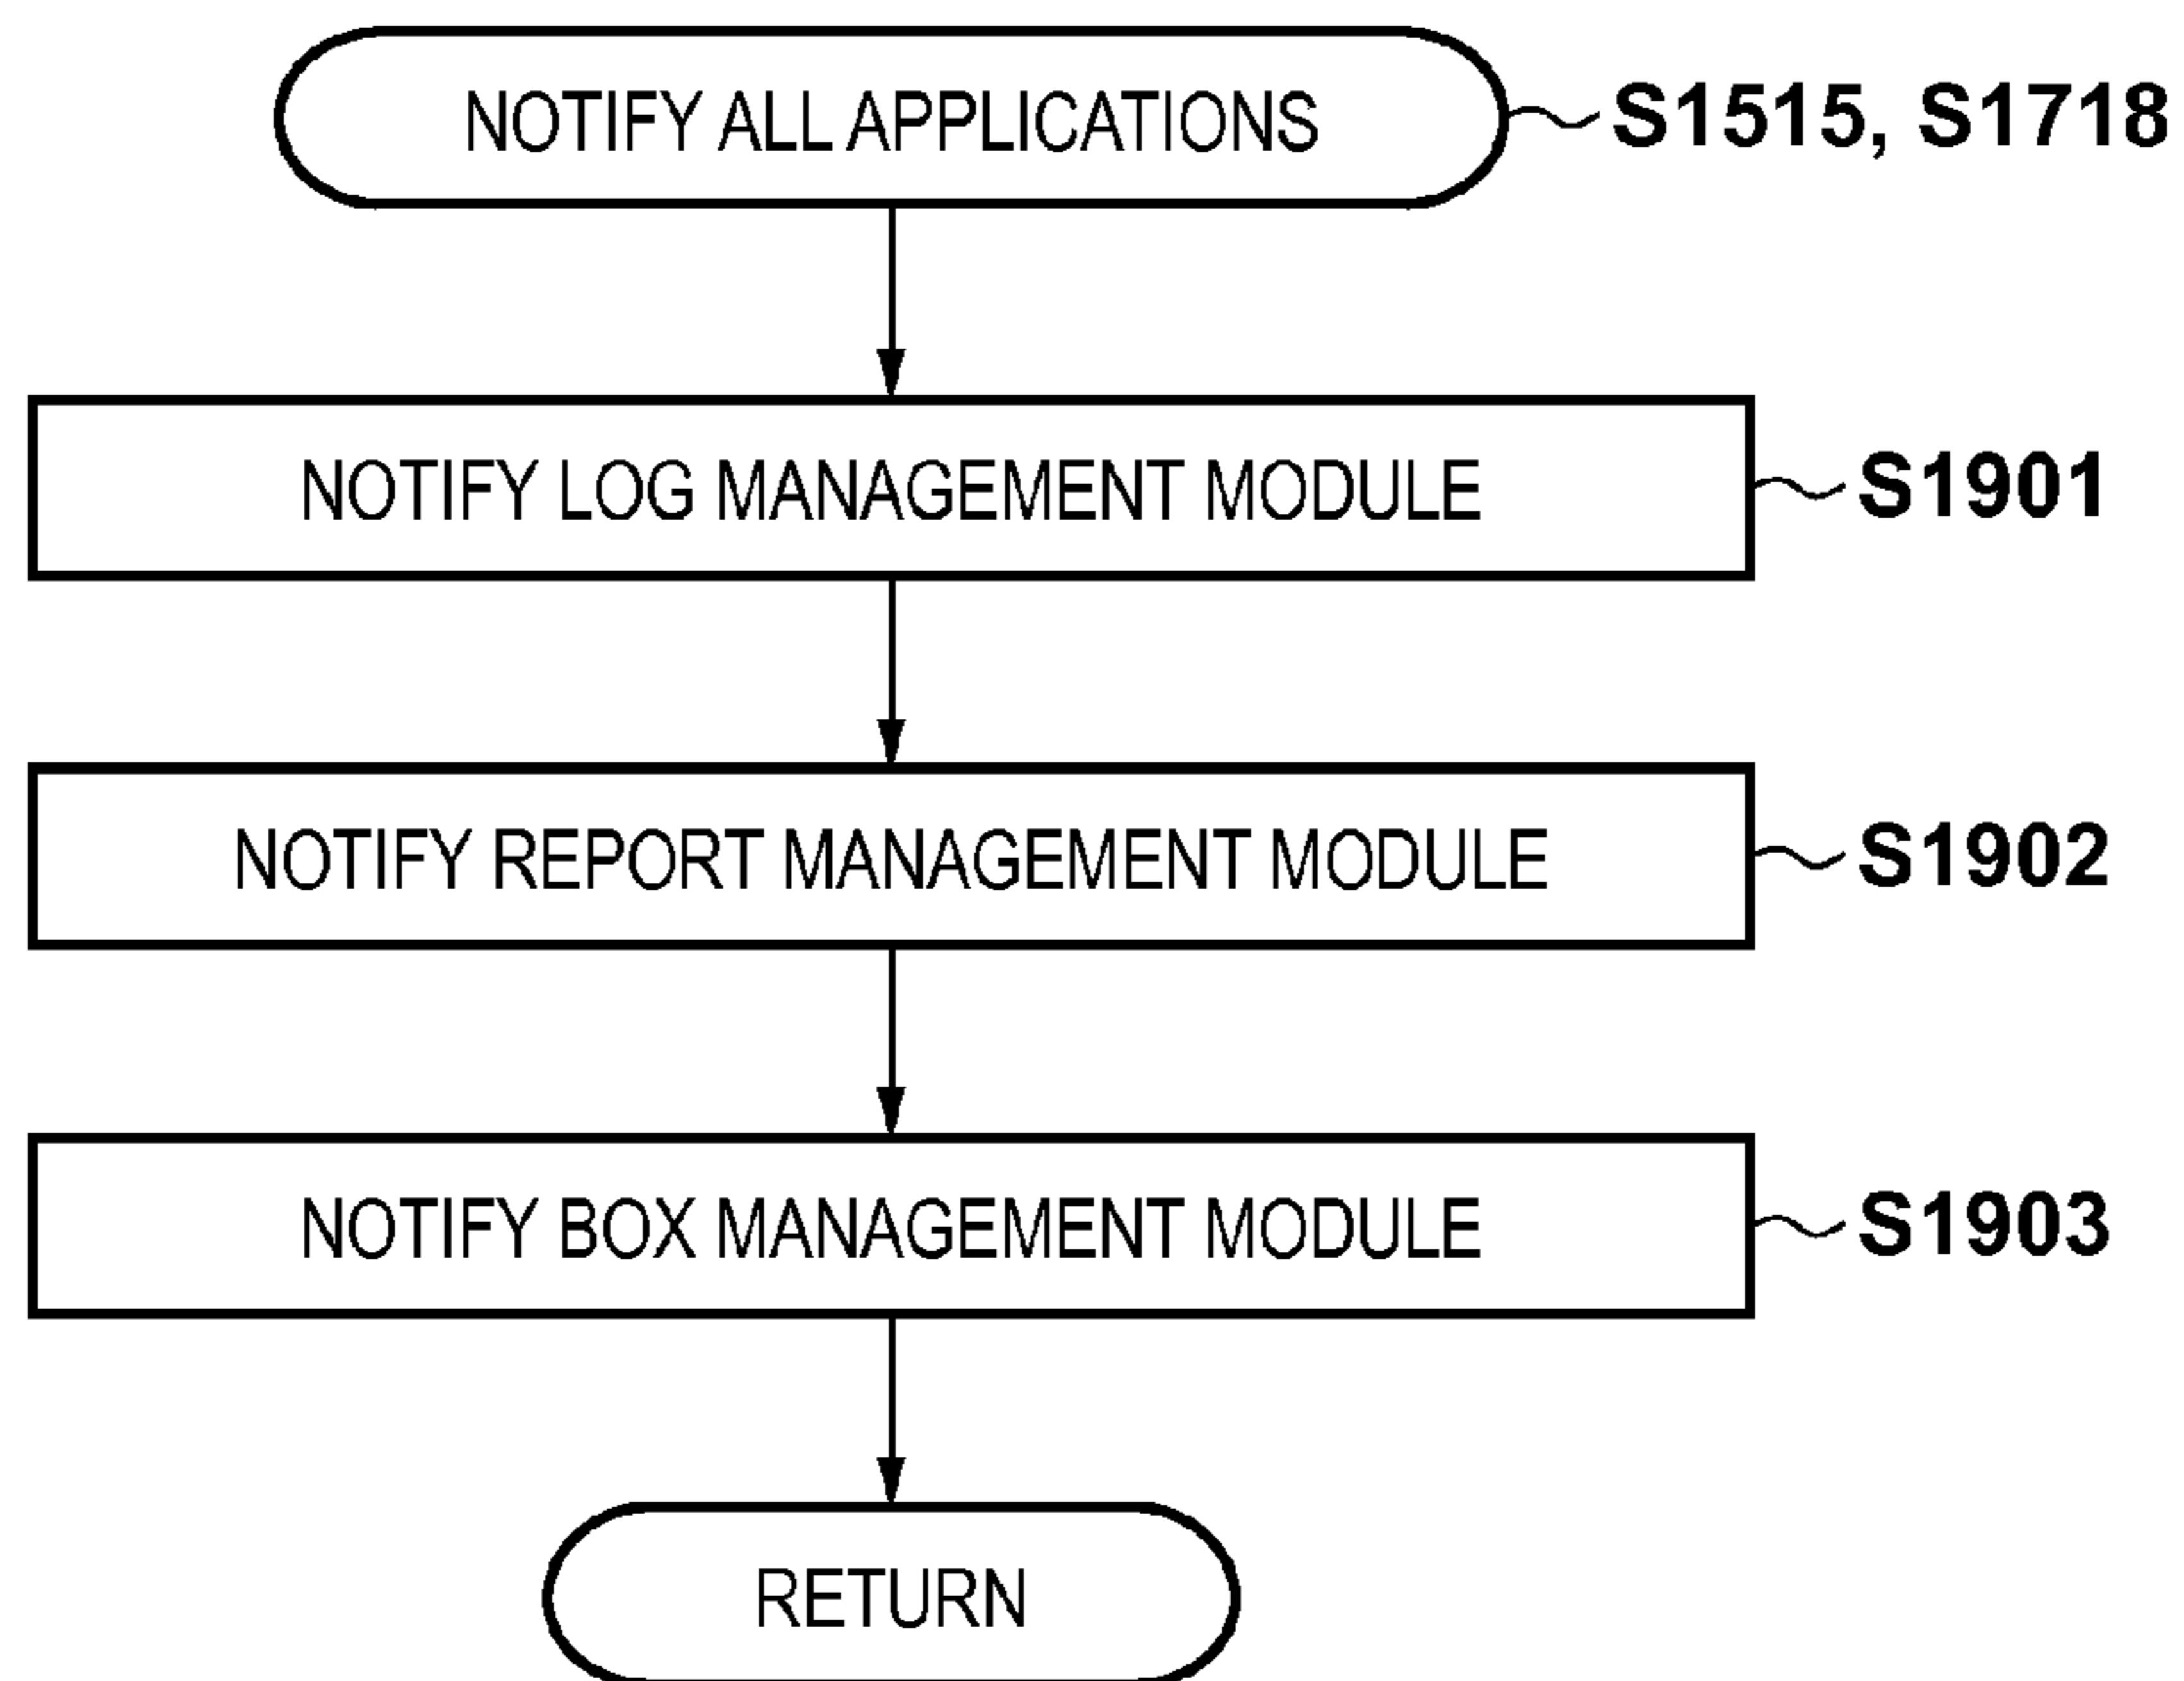 NOTIFY ALL APPLICATIONS S1515, S1718
NOTIFY LOG MANAGEMENT MODULE S1901
NOTIFY REPORT MANAGEMENT MODULE S1902
NOTIFY BOX MANAGEMENT MODULE S1903
RETURN